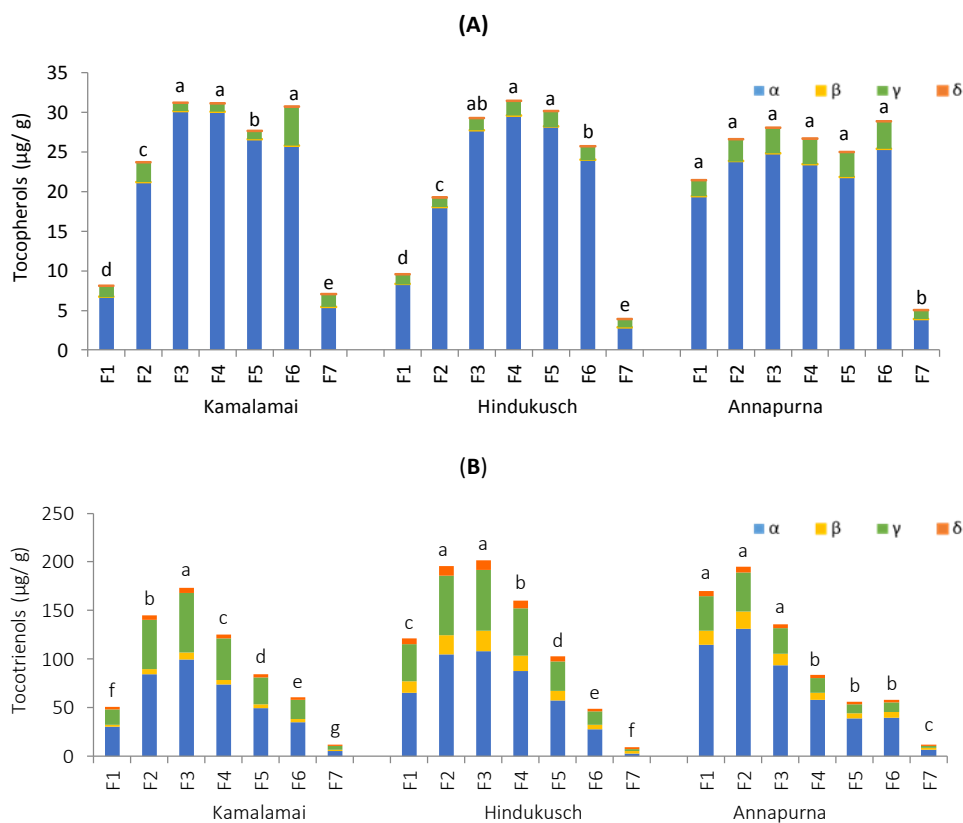 (A)
35
30
25
20
15
10
5
0
Tocopherols (µg/ g)
α β γ δ
d c a a b a e
d c ab a a b e
a a a a a a b
F1 F2 F3 F4 F5 F6 F7 F1 F2 F3 F4 F5 F6 F7 F1 F2 F3 F4 F5 F6 F7
Kamalamai Hindukusch Annapurna
(B)
250
200
150
100
50
0
Tocotrienols (µg/ g)
α β γ δ
f b a c d e g
c a a b d e f
a a a b b b c
F1 F2 F3 F4 F5 F6 F7 F1 F2 F3 F4 F5 F6 F7 F1 F2 F3 F4 F5 F6 F7
Kamalamai Hindukusch Annapurna